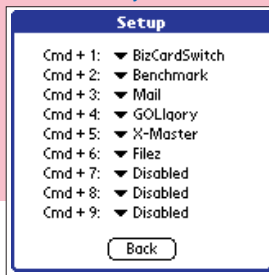 Setup
Cmd + 1: BizCardSwitch
Cmd + 2: Benchmark
Cmd + 3: Mail
Cmd + 4: GOLIqory
Cmd + 5: X-Master
Cmd + 6: Filez
Cmd + 7: Disabled
Cmd + 8: Disabled
Cmd + 9: Disabled
Back